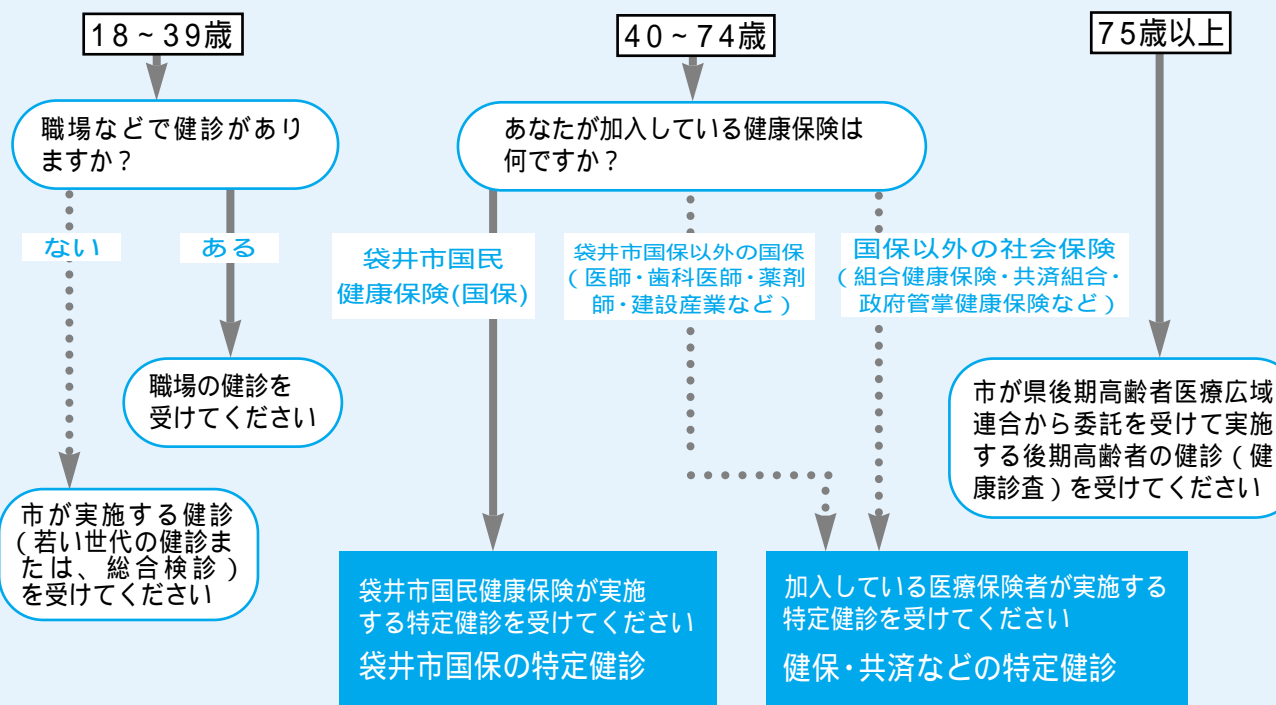 18~39歳
職場などで健診があり
ますか？
ない
ある
職場の健診を
受けてください
市が実施する健診
（若い世代の健診ま
たは、総合検診）
を受けてください
40~74歳
あなたが加入している健康保険は
何ですか？
袋井市国民
健康保険(国保)
袋井市国保以外の国保
（医師・歯科医師・薬剤
師・建設産業など）
国保以外の社会保険
（組合健康保険・共済組合・
政府管掌健康保険など）
袋井市国民健康保険が実施
する特定健診を受けてください
袋井市国保の特定健診
加入している医療保険者が実施する
特定健診を受けてください
健保・共済などの特定健診
75歳以上
市が県後期高齢者医療広域
連合から委託を受けて実施
する後期高齢者の健診（健
康診査）を受けてください